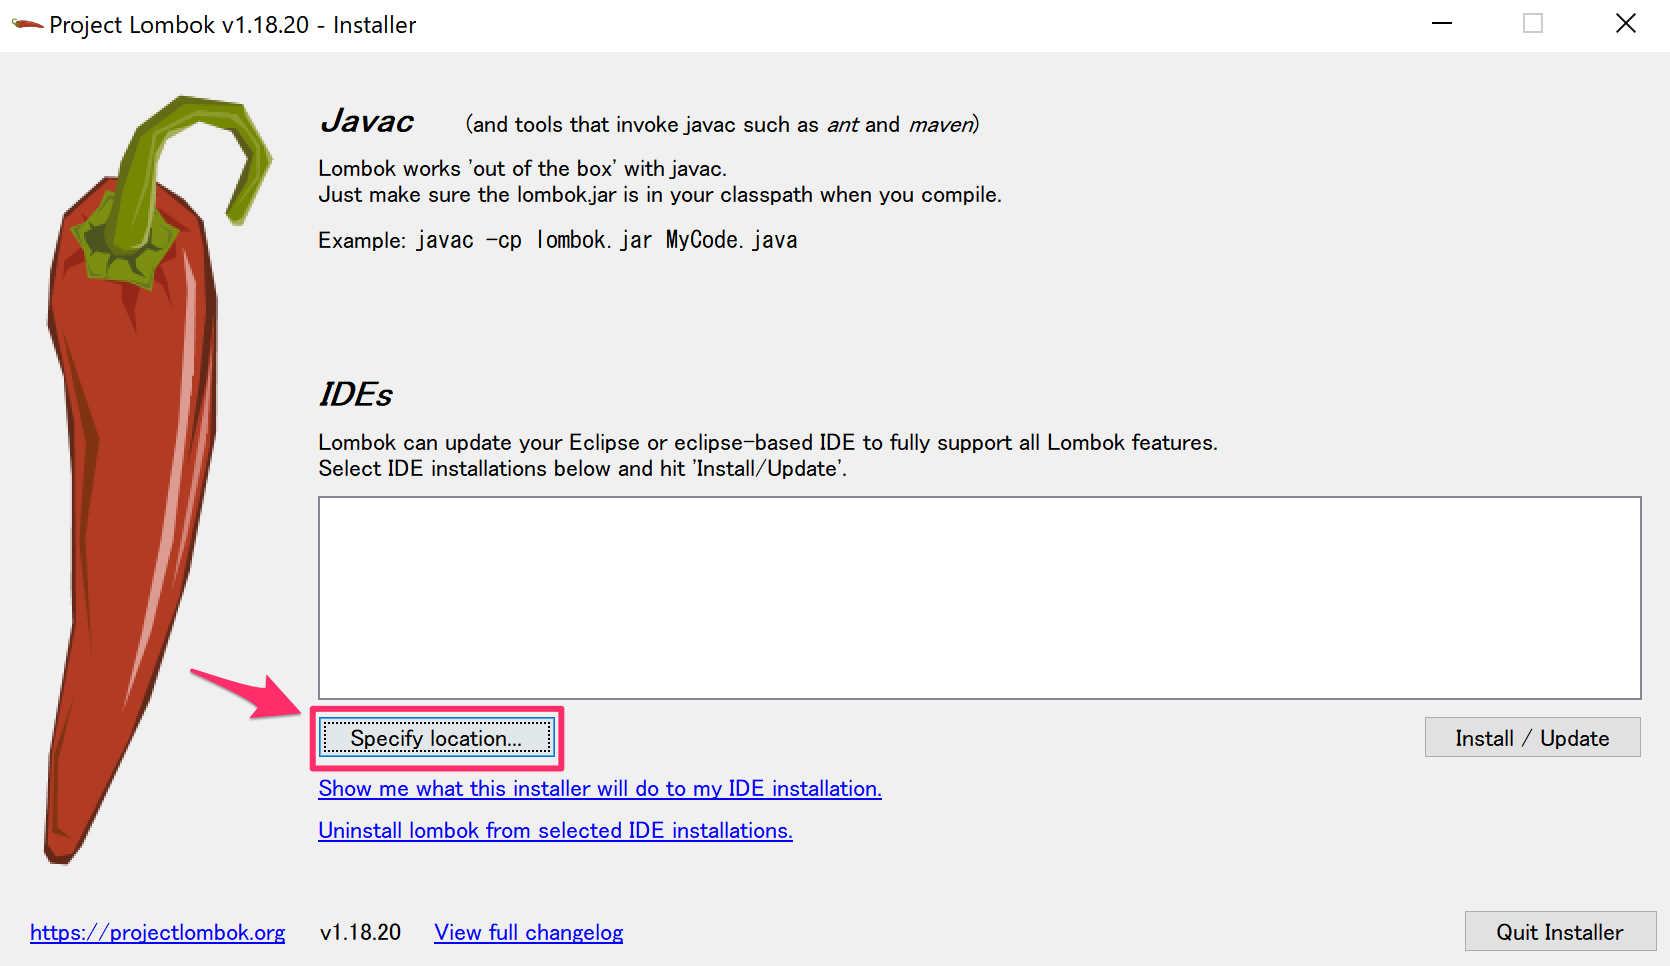 Project Lombok v1.18.20 - Installer
Javac (and tools that invoke javac such as ant and maven)
Lombok works 'out of the box' with javac.
Just make sure the lombok.jar is in your classpath when you compile.
Example: javac -cp lombok.jar MyCode.java
IDEs
Lombok can update your Eclipse or eclipse-based IDE to fully support all Lombok features.
Select IDE installations below and hit 'Install/Update'.
Specify location...
Install / Update
Show me what this installer will do to my IDE installation.
Uninstall lombok from selected IDE installations.
https://projectlombok.org v1.18.20 View full changelog
Quit Installer